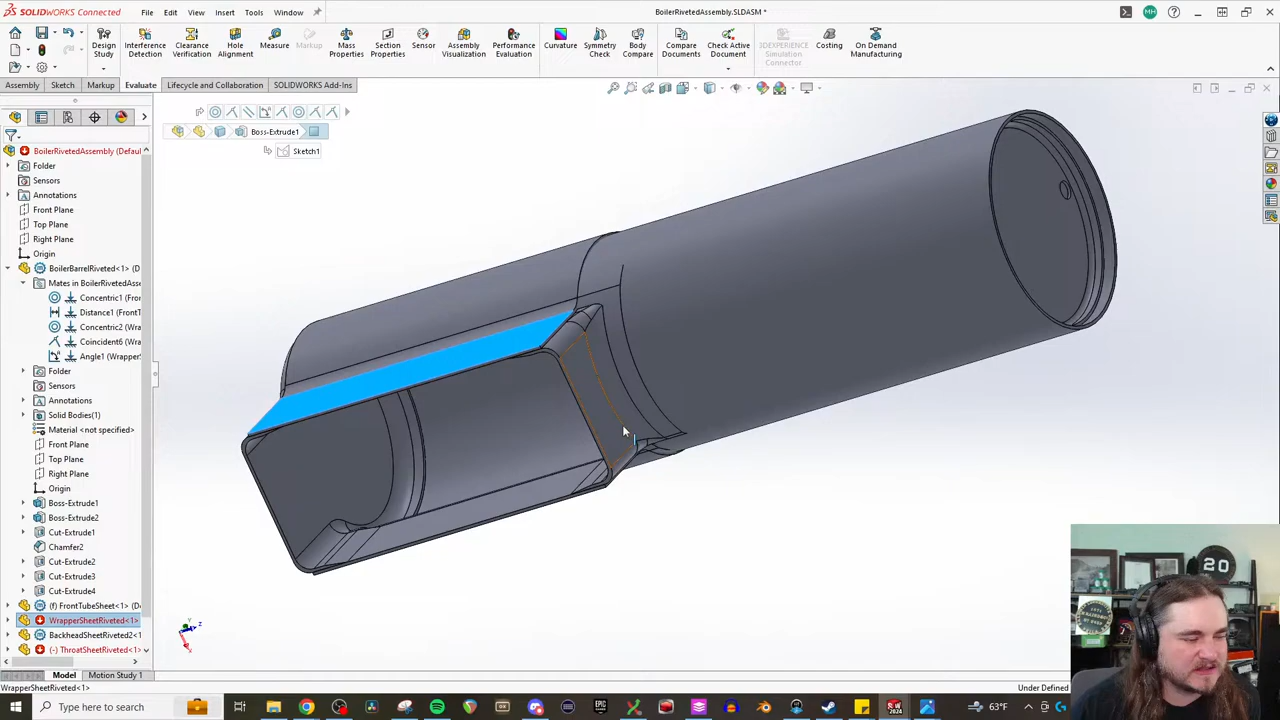 SOLIDWORKS Connected
File Edit View Insert Tools Window
BoilerRivetedAssembly.SLDASM *
MH
Design Study
Interference Detection
Clearance Verification
Hole Alignment
Measure
Markup
Mass Properties
Section Properties
Sensor
Assembly Visualization
Performance Evaluation
Curvature
Symmetry Check
Body Compare
Compare Documents
Check Active Document
3DEXPERIENCE Simulation Connector
Costing
On Demand Manufacturing
Assembly Sketch Markup Evaluate Lifecycle and Collaboration SOLIDWORKS Add-Ins
Boss-Extrude1
Sketch1
BoilerRivetedAssembly (Defau
Folder
Sensors
Annotations
Front Plane
Top Plane
Right Plane
Origin
BoilerBarrelRiveted<1> (D
Mates in BoilerRivetedAsse
Concentric1 (Fro
Distance1 (Front
Concentric2 (Wra
Coincident6 (Wra
Angle1 (WrapperS
Folder
Sensors
Annotations
Solid Bodies(1)
Material <not specified>
Front Plane
Top Plane
Right Plane
Origin
Boss-Extrude1
Boss-Extrude2
Cut-Extrude1
Chamfer2
Cut-Extrude2
Cut-Extrude3
Cut-Extrude4
(f) FrontTubeSheet<1> (De
WrapperSheetRiveted<1>
BackheadSheetRiveted2<1
(-) ThroatSheetRiveted<1>
Model Motion Study 1
WrapperSheetRiveted<1>
Under Defined
20
Type here to search
63°F